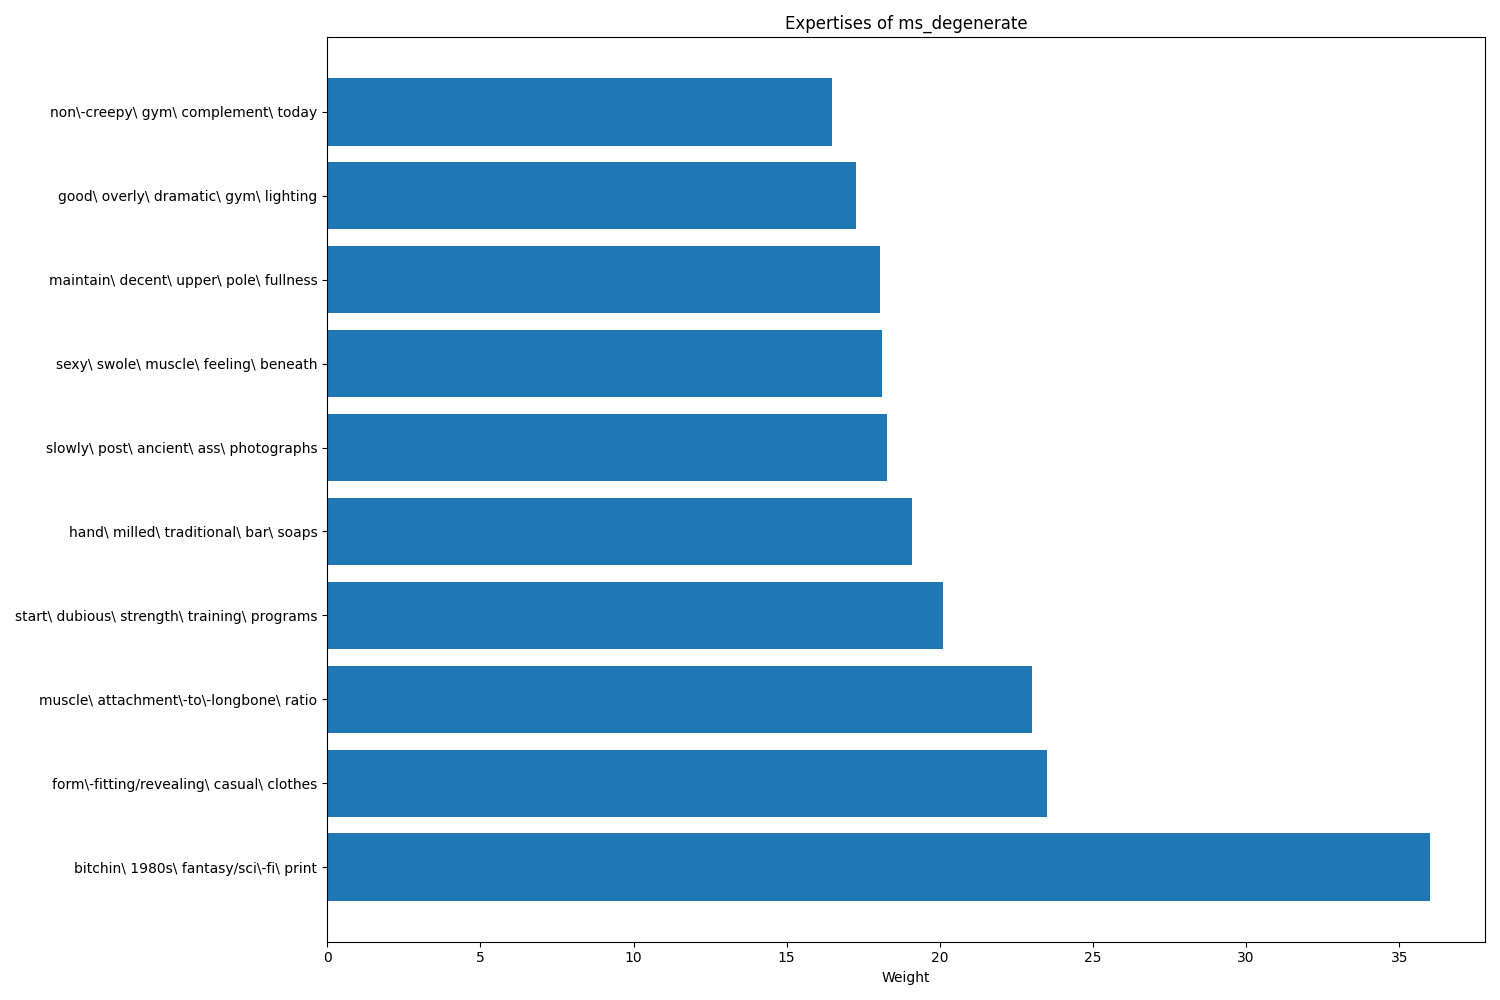 Expertises of ms_degenerate
non\-creepy\ gym\ complement\ today
good\ overly\ dramatic\ gym\ lighting
maintain\ decent\ upper\ pole\ fullness
sexy\ swole\ muscle\ feeling\ beneath
slowly\ post\ ancient\ ass\ photographs
hand\ milled\ traditional\ bar\ soaps
start\ dubious\ strength\ training\ programs
muscle\ attachment\-to\-longbone\ ratio
form\-fitting/revealing\ casual\ clothes
bitchin\ 1980s\ fantasy/sci\-fi\ print
0 5 10 15 20 25 30 35
Weight